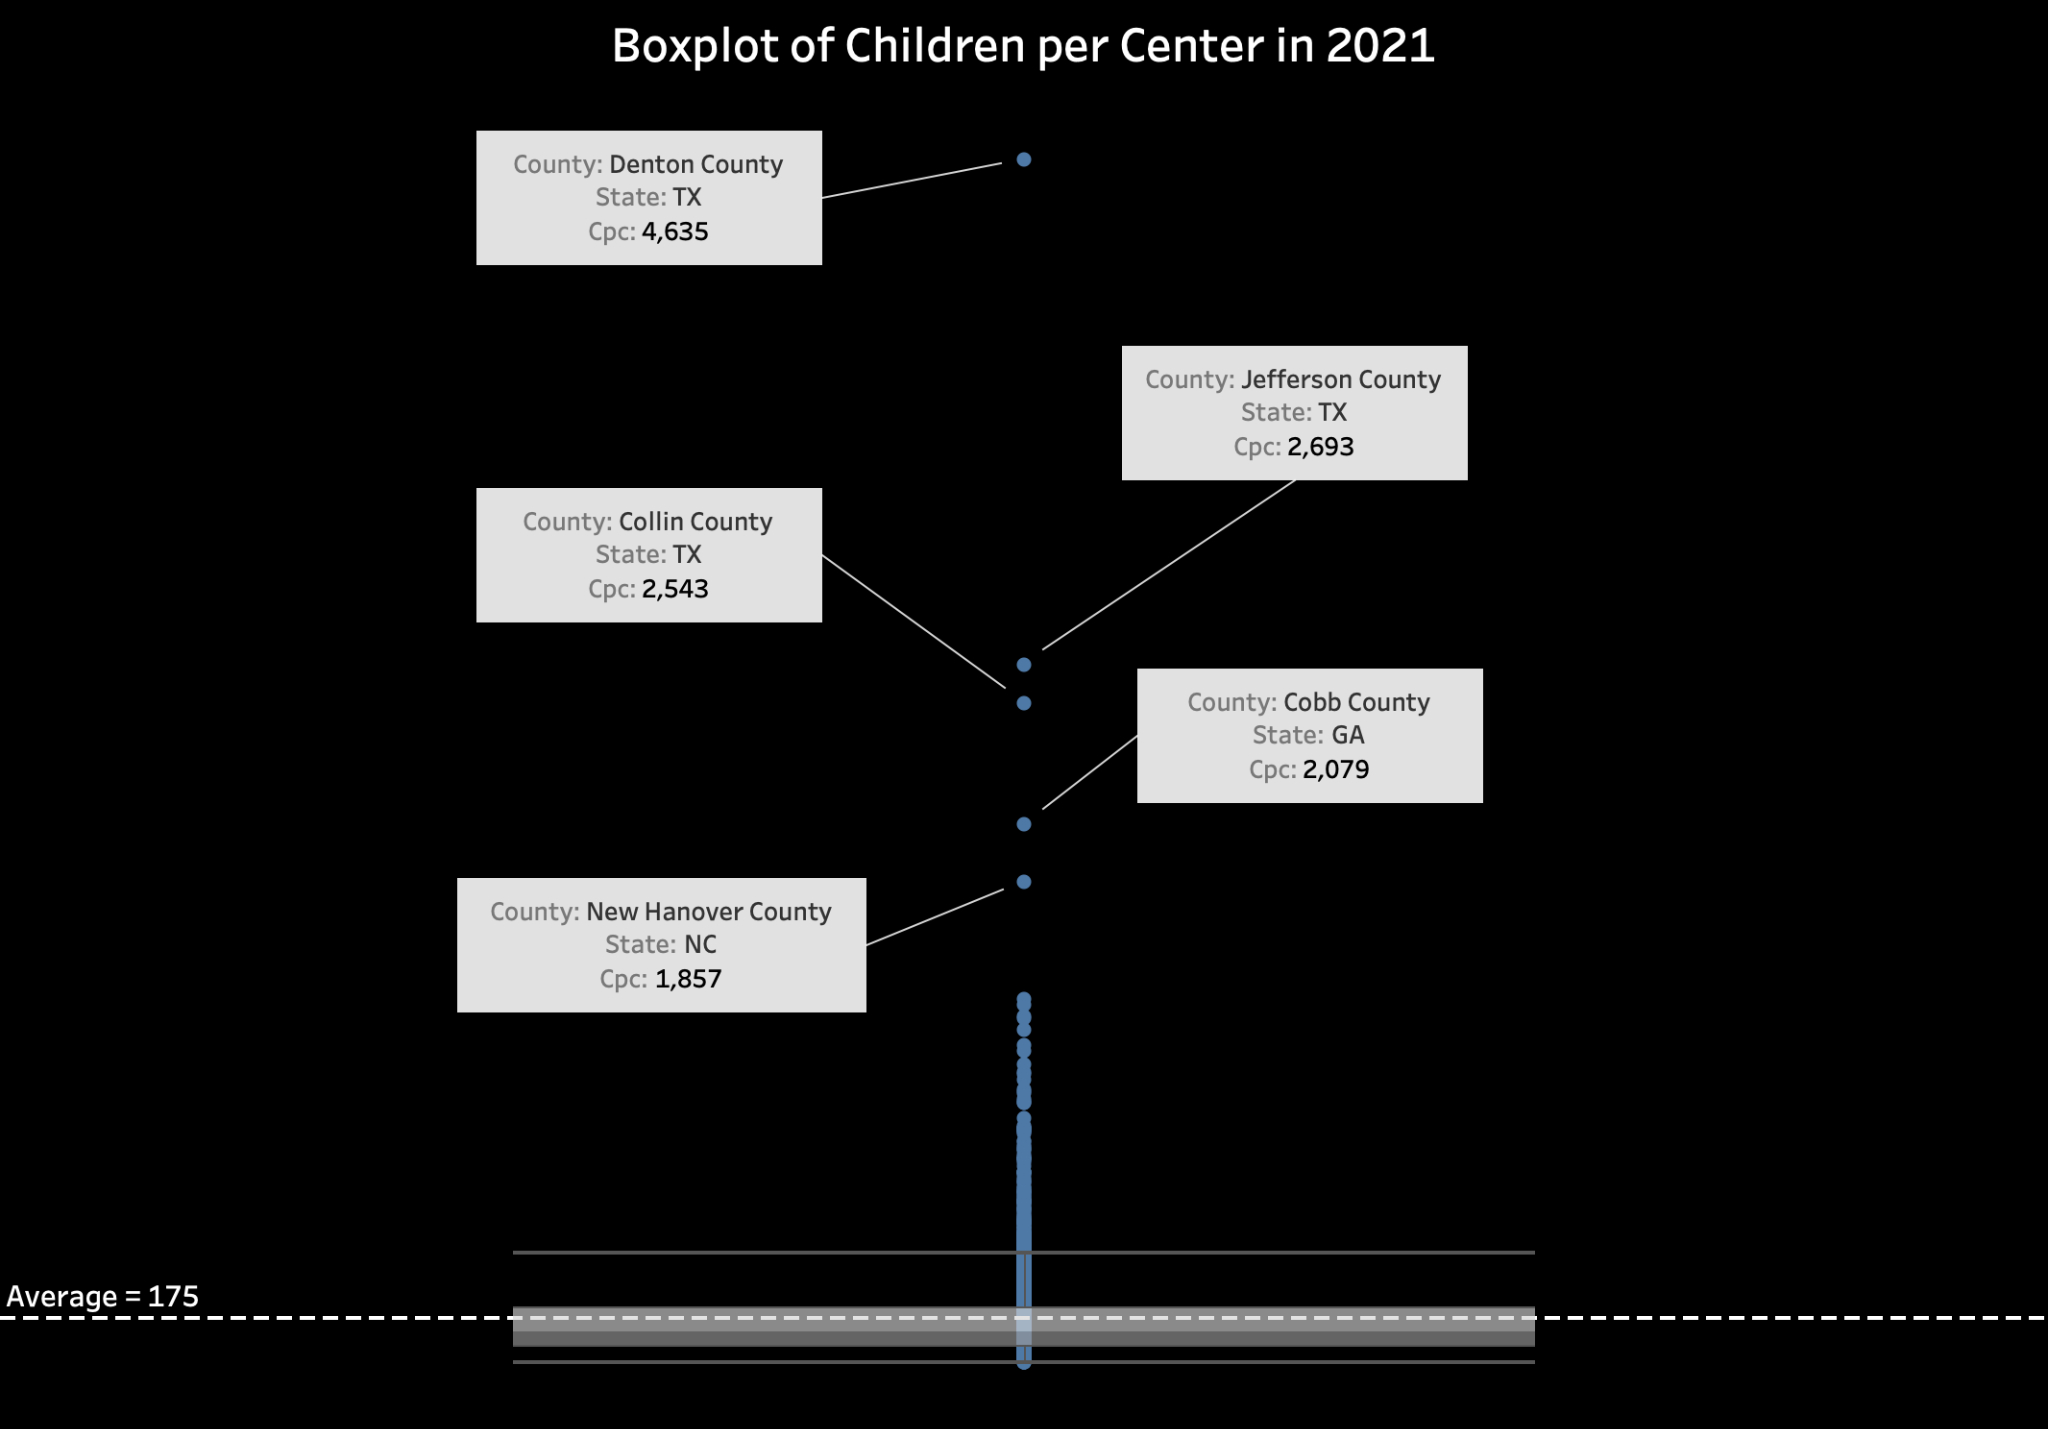 Boxplot of Children per Center in 2021
County: Denton County
State: TX
Cpc: 4,635
County: Jefferson County
State: TX
Cpc: 2,693
County: Collin County
State: TX
Cpc: 2,543
County: Cobb County
State: GA
Cpc: 2,079
County: New Hanover County
State: NC
Cpc: 1,857
Average = 175